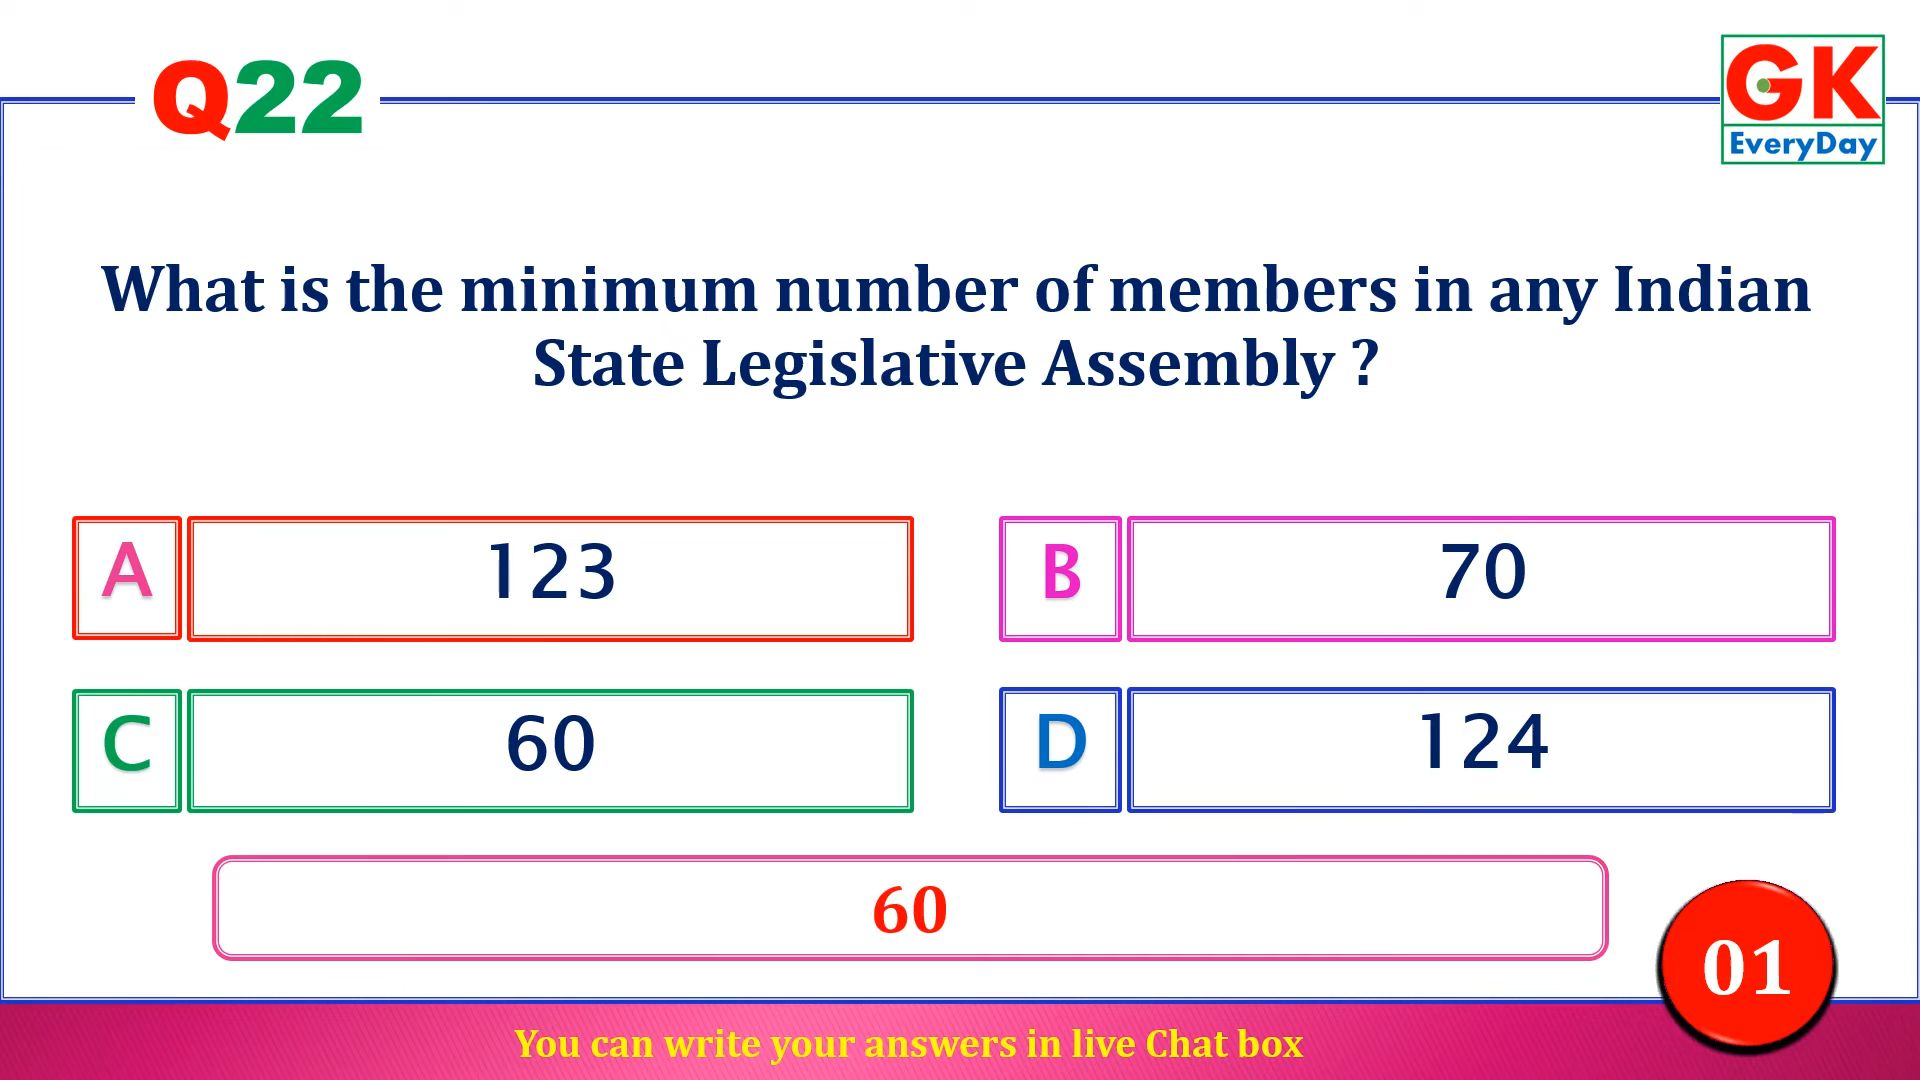 Q22
GK
EveryDay
What is the minimum number of members in any Indian
State Legislative Assembly ?
A
123
B
70
C
60
D
124
60
01
You can write your answers in live Chat box